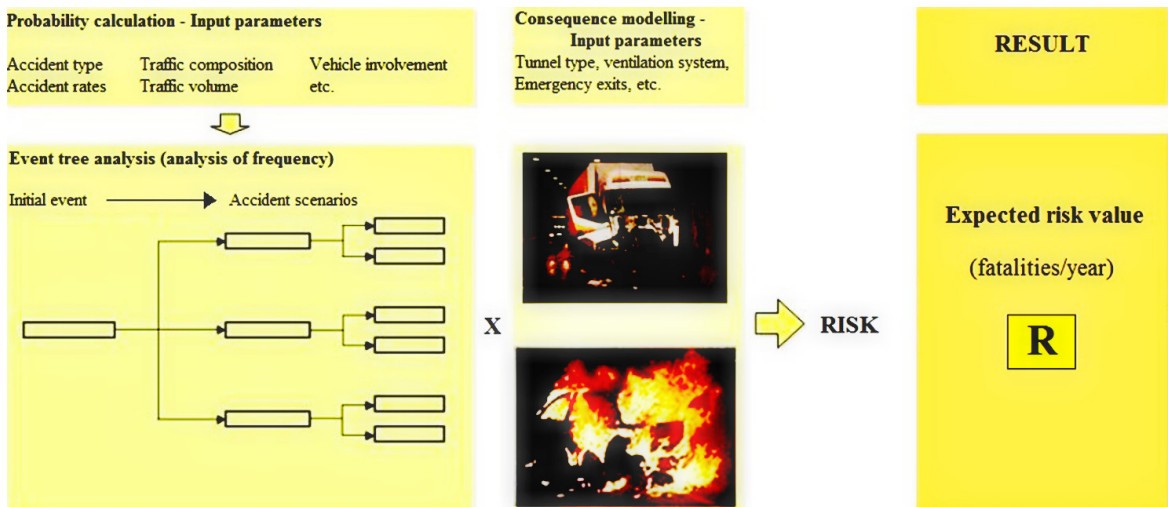 Probability calculation - Input parameters
Accident type Traffic composition Vehicle involvement
Accident rates Traffic volume etc.
Event tree analysis (analysis of frequency)
Initial event Accident scenarios
X
Consequence modelling -
Input parameters
Tunnel type, ventilation system,
Emergency exits, etc.
RISK
RESULT
Expected risk value
(fatalities/year)
R